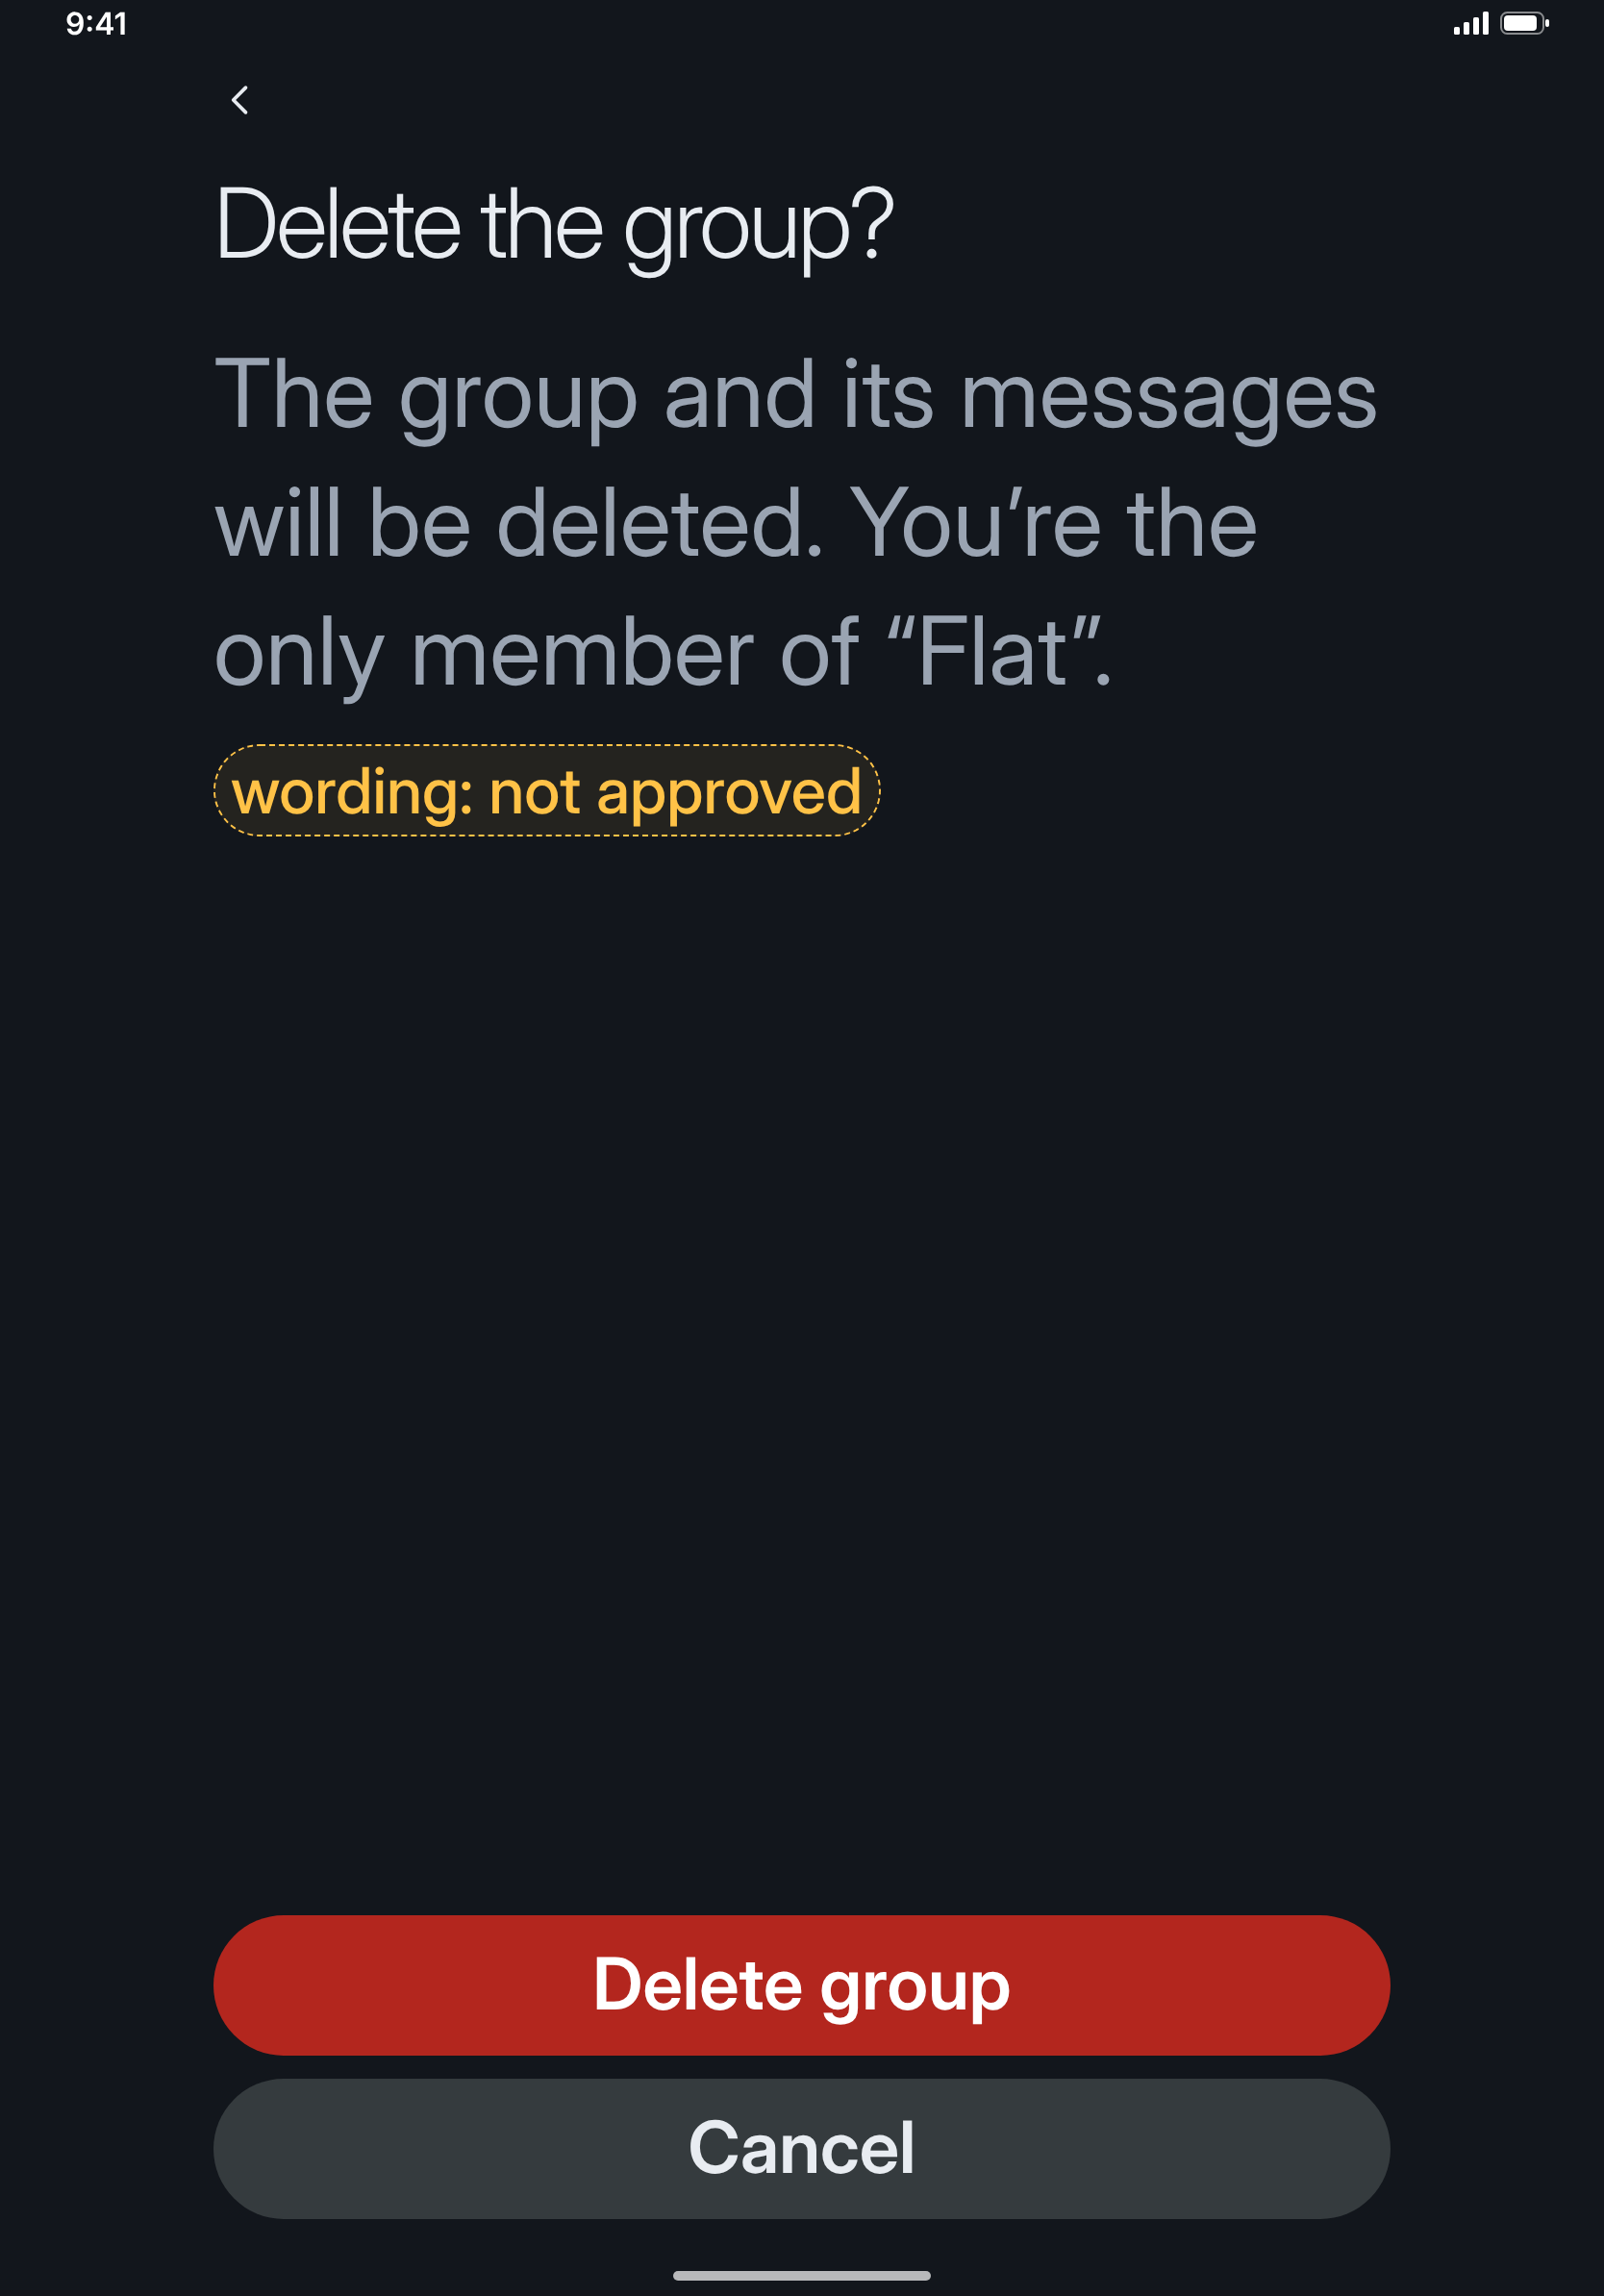 9:41
Delete the group?
The group and its messages
will be deleted. You’re the
only member of “Flat”.
wording: not approved
Delete group
Cancel